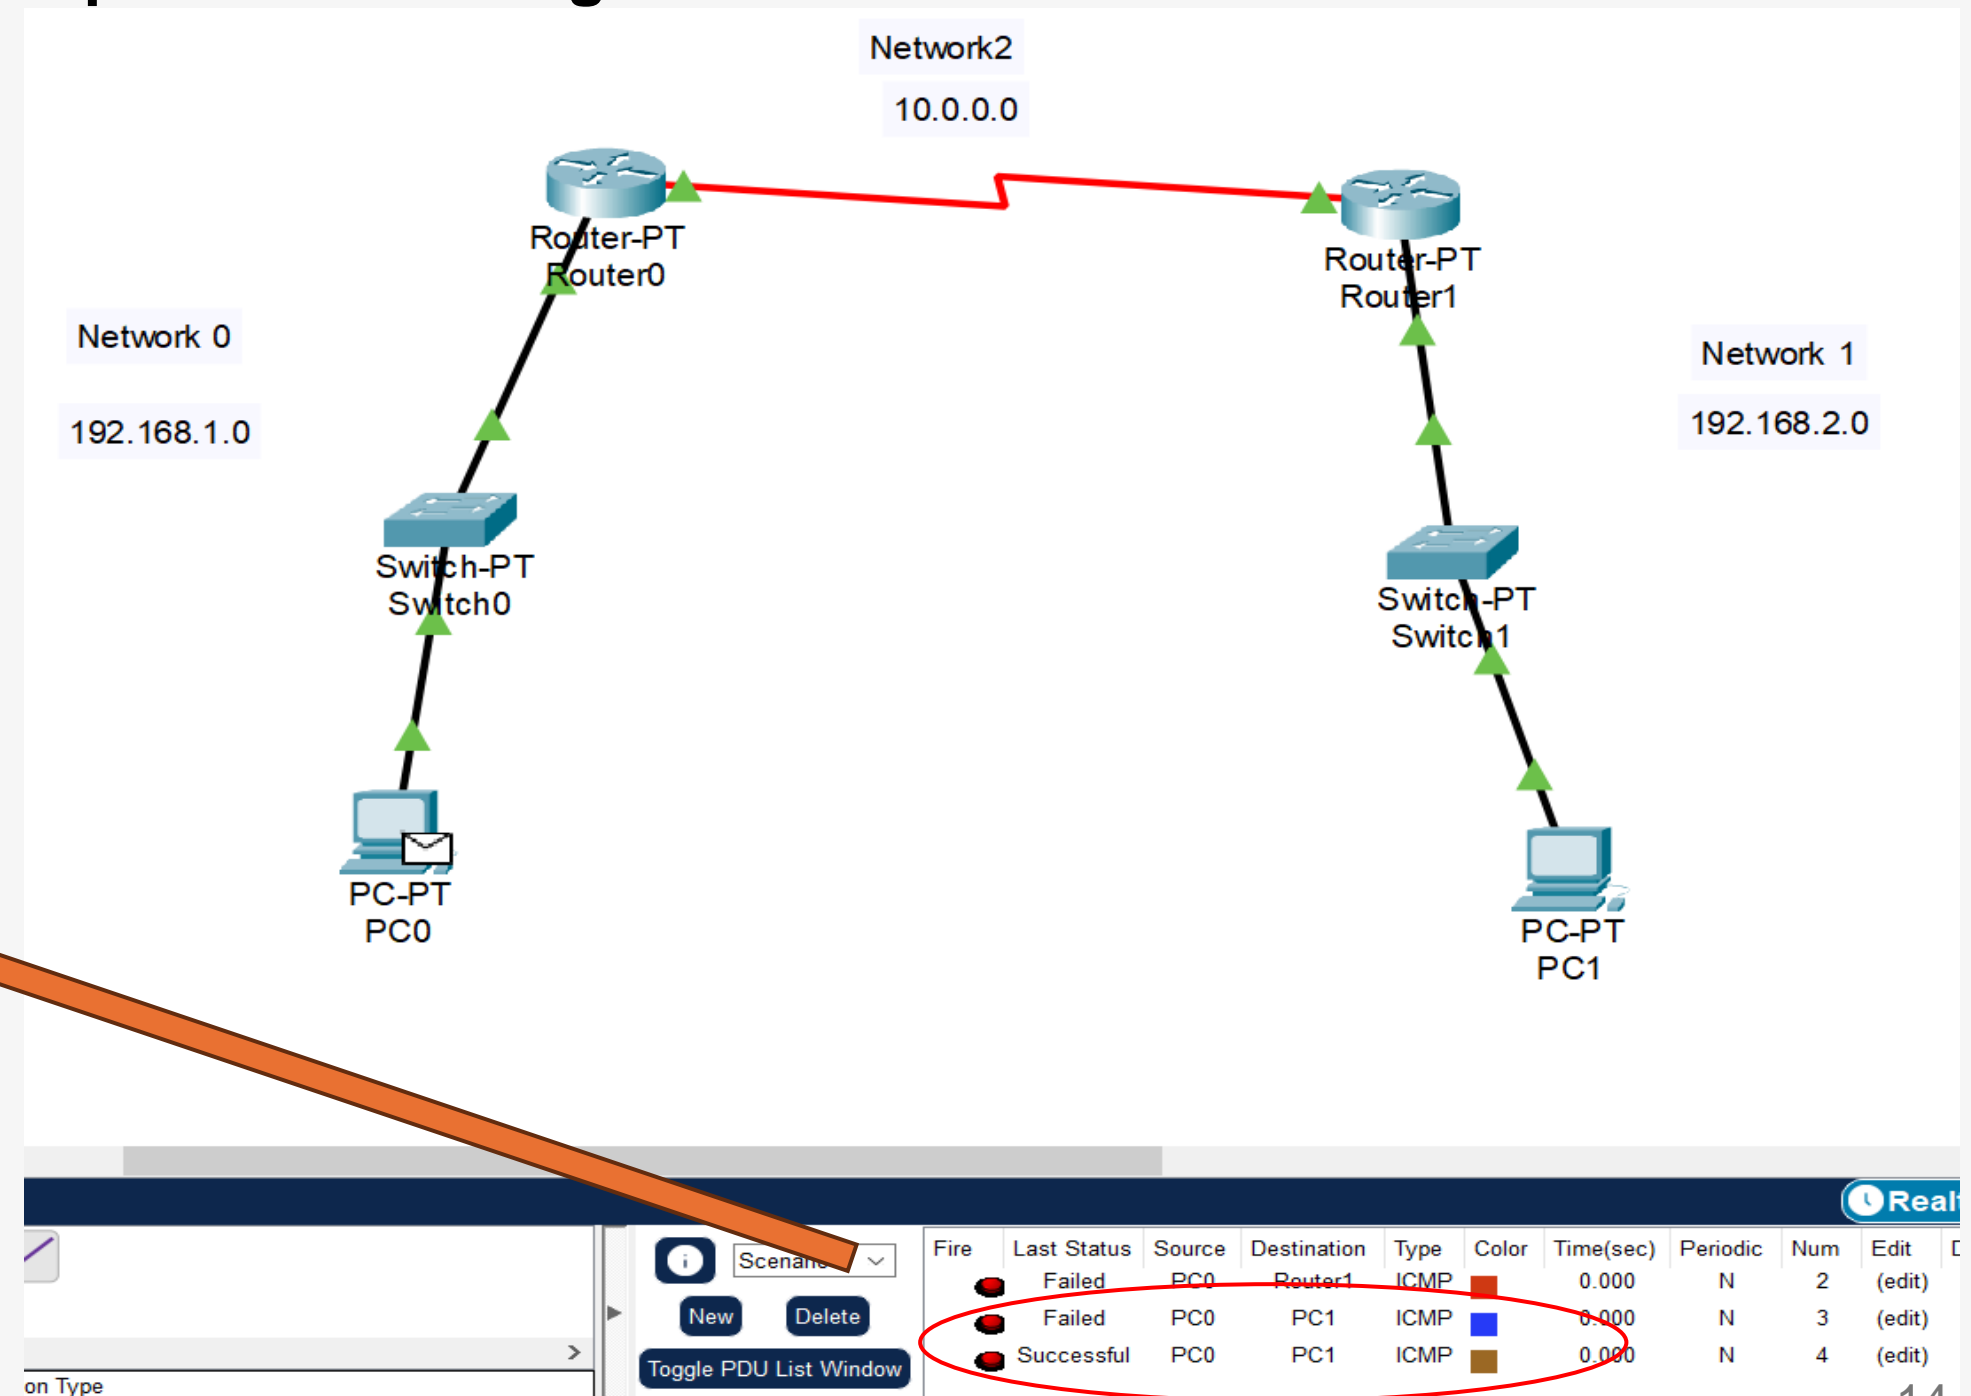 Network2
10.0.0.0
Router-PT
Router0
Router-PT
Router1
Network 0
192.168.1.0
Network 1
192.168.2.0
Switch-PT
Switch0
Switch-PT
Switch1
PC-PT
PC0
PC-PT
PC1
Fire Last Status Source Destination Type Color Time(sec) Periodic Num Edit
Failed PC0 Router1 ICMP 0.000 N 2 (edit)
Failed PC0 PC1 ICMP 0.000 N 3 (edit)
Successful PC0 PC1 ICMP 0.000 N 4 (edit)
New Delete
Toggle PDU List Window
on Type